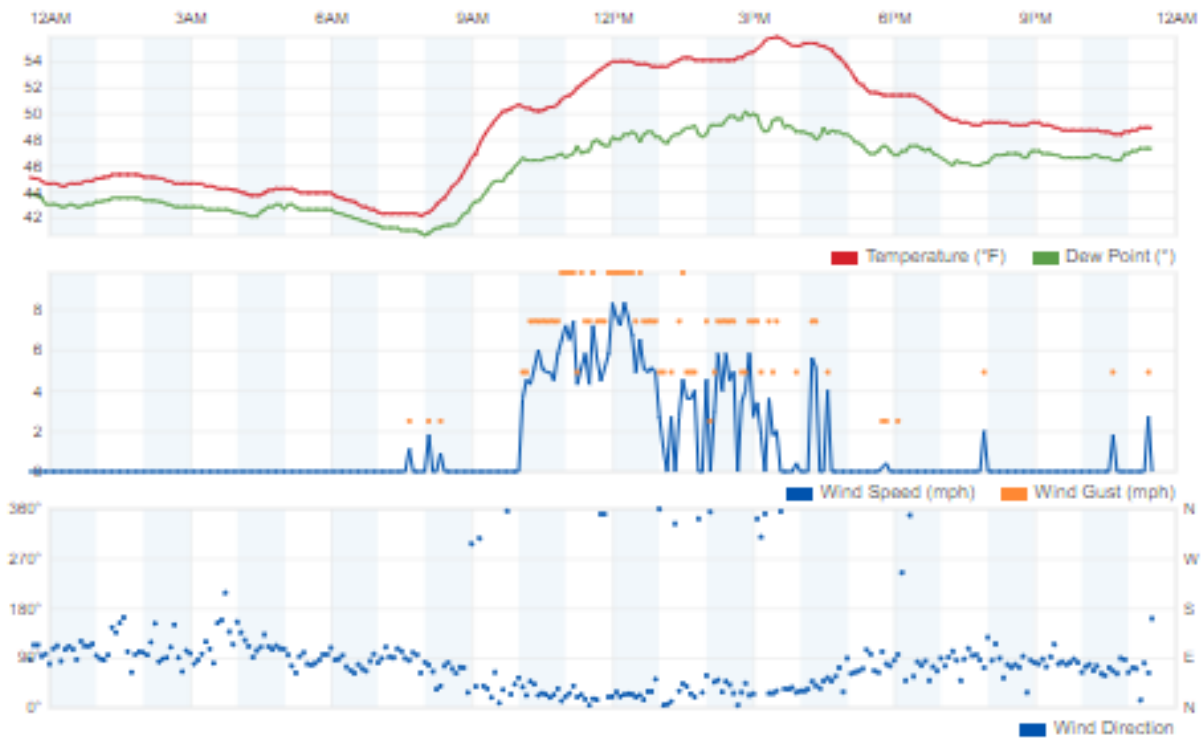 12AM 3AM 6AM 9AM 12PM 3PM 6PM 9PM 12AM
54
52
50
48
46
44
42
Temperature (°F) Dew Point (°)
8
6
4
2
0
Wind Speed (mph) Wind Gust (mph)
360° N
270° W
180° S
90° E
0° N
Wind Direction